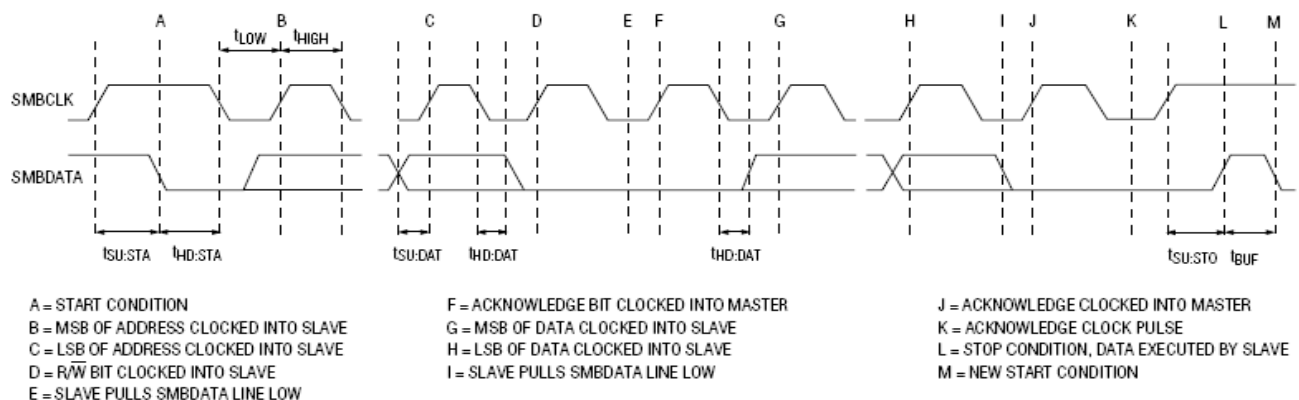 A B C D E F G H I J K L M
tLOW tHIGH
SMBCLK
SMBDATA
tSU:STA tHD:STA tSU:DAT tHD:DAT tHD:DAT tSU:STO tBUF
A = START CONDITION
B = MSB OF ADDRESS CLOCKED INTO SLAVE
C = LSB OF ADDRESS CLOCKED INTO SLAVE
D = R/W̅ BIT CLOCKED INTO SLAVE
E = SLAVE PULLS SMBDATA LINE LOW
F = ACKNOWLEDGE BIT CLOCKED INTO MASTER
G = MSB OF DATA CLOCKED INTO SLAVE
H = LSB OF DATA CLOCKED INTO SLAVE
I = SLAVE PULLS SMBDATA LINE LOW
J = ACKNOWLEDGE CLOCKED INTO MASTER
K = ACKNOWLEDGE CLOCK PULSE
L = STOP CONDITION, DATA EXECUTED BY SLAVE
M = NEW START CONDITION